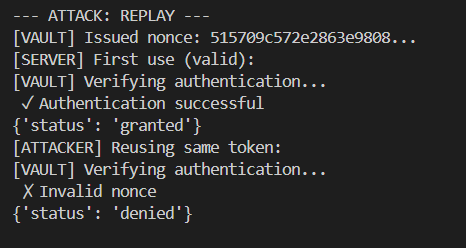 --- ATTACK: REPLAY ---
[VAULT] Issued nonce: 515709c572e2863e9808...
[SERVER] First use (valid):
[VAULT] Verifying authentication...
✓ Authentication successful
{'status': 'granted'}
[ATTACKER] Reusing same token:
[VAULT] Verifying authentication...
✗ Invalid nonce
{'status': 'denied'}